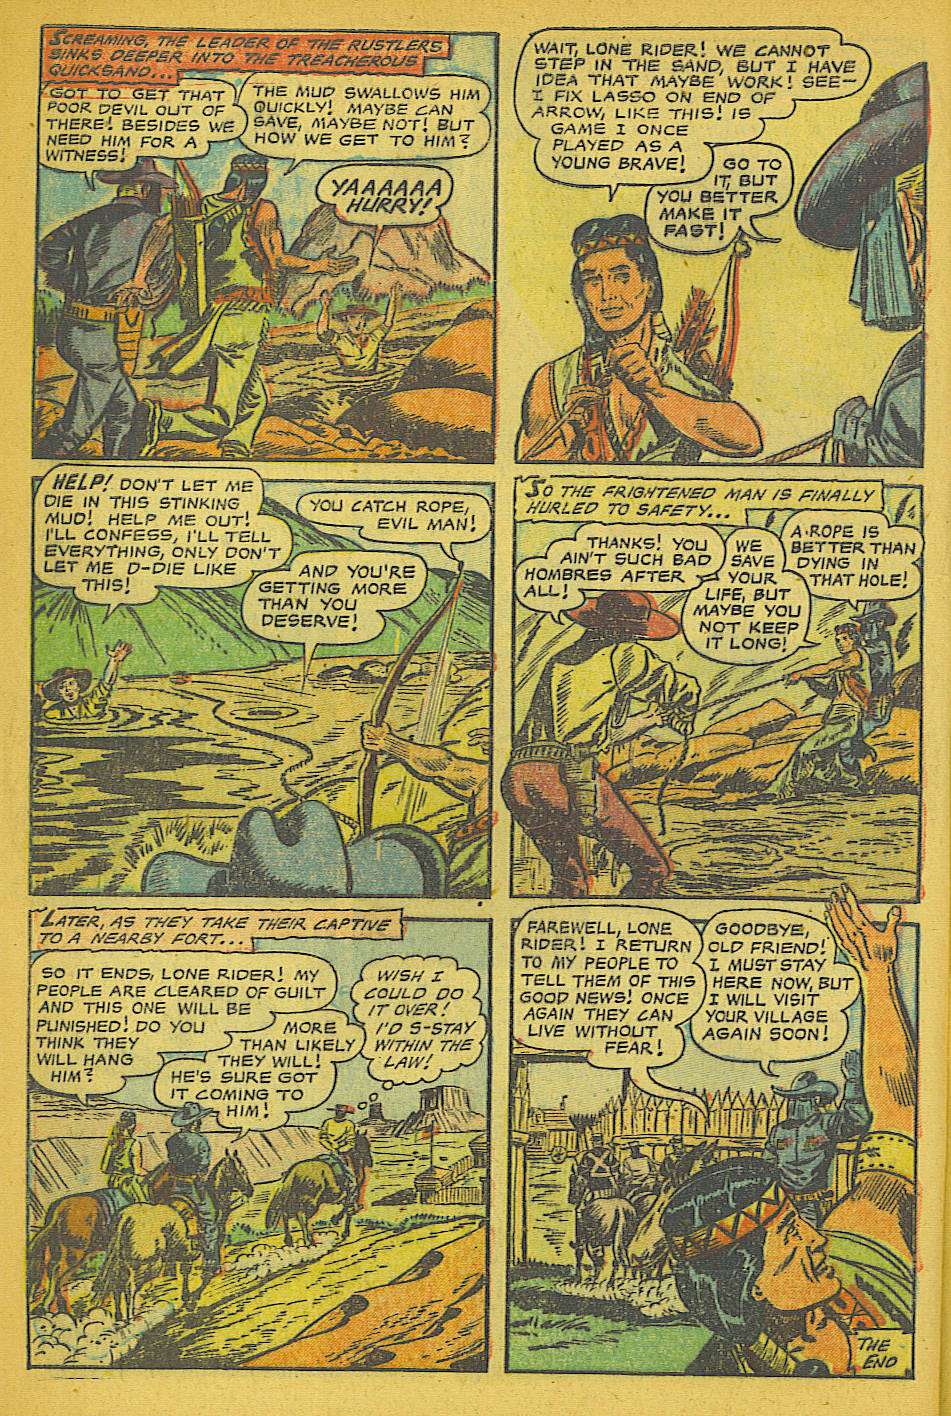 SCREAMING, THE LEADER OF THE RUSTLERS
SINKS DEEPER INTO THE TREACHEROUS
QUICKSAND...
GOT TO GET THAT
POOR DEVIL OUT OF
THERE! BESIDES WE
NEED HIM FOR A
WITNESS!
THE MUD SWALLOWS HIM
QUICKLY! MAYBE CAN
SAVE, MAYBE NOT! BUT
HOW WE GET TO HIM?
YAAAAAA
HURRY!
WAIT, LONE RIDER! WE CANNOT
STEP IN THE SAND, BUT I HAVE
IDEA THAT MAYBE WORK! SEE—
I FIX LASSO ON END OF
ARROW, LIKE THIS! IS
GAME I ONCE
PLAYED AS A
YOUNG BRAVE!
GO TO
IT, BUT
YOU BETTER
MAKE IT
FAST!
HELP! DON'T LET ME
DIE IN THIS STINKING
MUD! HELP ME OUT!
I'LL CONFESS, I'LL TELL
EVERYTHING, ONLY DON'T
LET ME D-DIE LIKE
THIS!
YOU CATCH ROPE,
EVIL MAN!
AND YOU'RE
GETTING MORE
THAN YOU
DESERVE!
SO THE FRIGHTENED MAN IS FINALLY
HURLED TO SAFETY...
THANKS! YOU
AIN'T SUCH BAD
HOMBRES AFTER
ALL!
WE
SAVE
YOUR
LIFE, BUT
MAYBE YOU
NOT KEEP
IT LONG!
A ROPE IS
BETTER THAN
DYING IN
THAT HOLE!
LATER, AS THEY TAKE THEIR CAPTIVE
TO A NEARBY FORT...
SO IT ENDS, LONE RIDER! MY
PEOPLE ARE CLEARED OF GUILT
AND THIS ONE WILL BE
PUNISHED! DO YOU
THINK THEY
WILL HANG
HIM?
MORE
THAN LIKELY
THEY WILL!
HE'S SURE GOT
IT COMING TO
HIM!
WISH I
COULD DO
IT OVER!
I'D S-STAY
WITHIN THE
LAW!
FAREWELL, LONE
RIDER! I RETURN
TO MY PEOPLE TO
TELL THEM OF THIS
GOOD NEWS! ONCE
AGAIN THEY CAN
LIVE WITHOUT
FEAR!
GOODBYE,
OLD FRIEND!
I MUST STAY
HERE NOW, BUT
I WILL VISIT
YOUR VILLAGE
AGAIN SOON!
THE
END